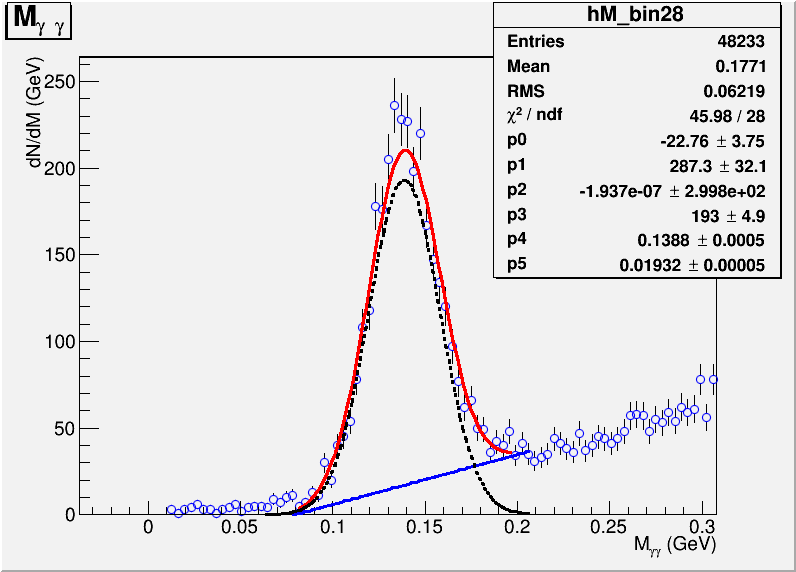 M γ γ
hM_bin28
Entries 48233
Mean 0.1771
RMS 0.06219
χ² / ndf 45.98 / 28
p0 -22.76 ± 3.75
p1 287.3 ± 32.1
p2 -1.937e-07 ± 2.998e+02
p3 193 ± 4.9
p4 0.1388 ± 0.0005
p5 0.01932 ± 0.00005
dN/dM (GeV)
250
200
150
100
50
0
0 0.05 0.1 0.15 0.2 0.25 0.3
Mγγ (GeV)